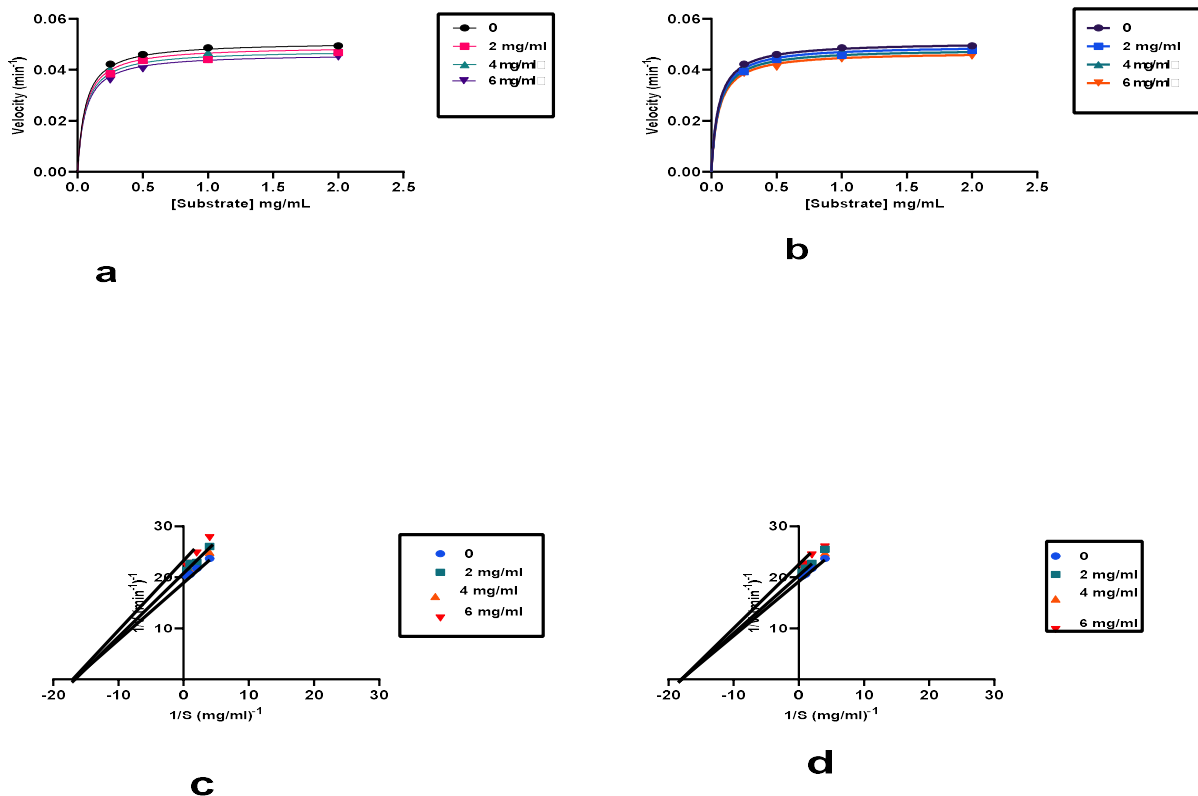 0.06
0.04
0.02
0.00
Velocity (min-1)
0.0 0.5 1.0 1.5 2.0 2.5
[Substrate] mg/mL
0
2 mg/ml
4 mg/ml
6 mg/ml
a
0.06
0.04
0.02
0.00
Velocity (min-1)
0.0 0.5 1.0 1.5 2.0 2.5
[Substrate] mg/mL
0
2 mg/ml
4 mg/ml
6 mg/ml
b
30
20
10
-20 -10 0 10 20 30
1/S (mg/ml)-1
0
2 mg/ml
4 mg/ml
6 mg/ml
c
30
20
10
-20 -10 0 10 20 30
1/S (mg/ml)-1
0
2 mg/ml
4 mg/ml
6 mg/ml
d